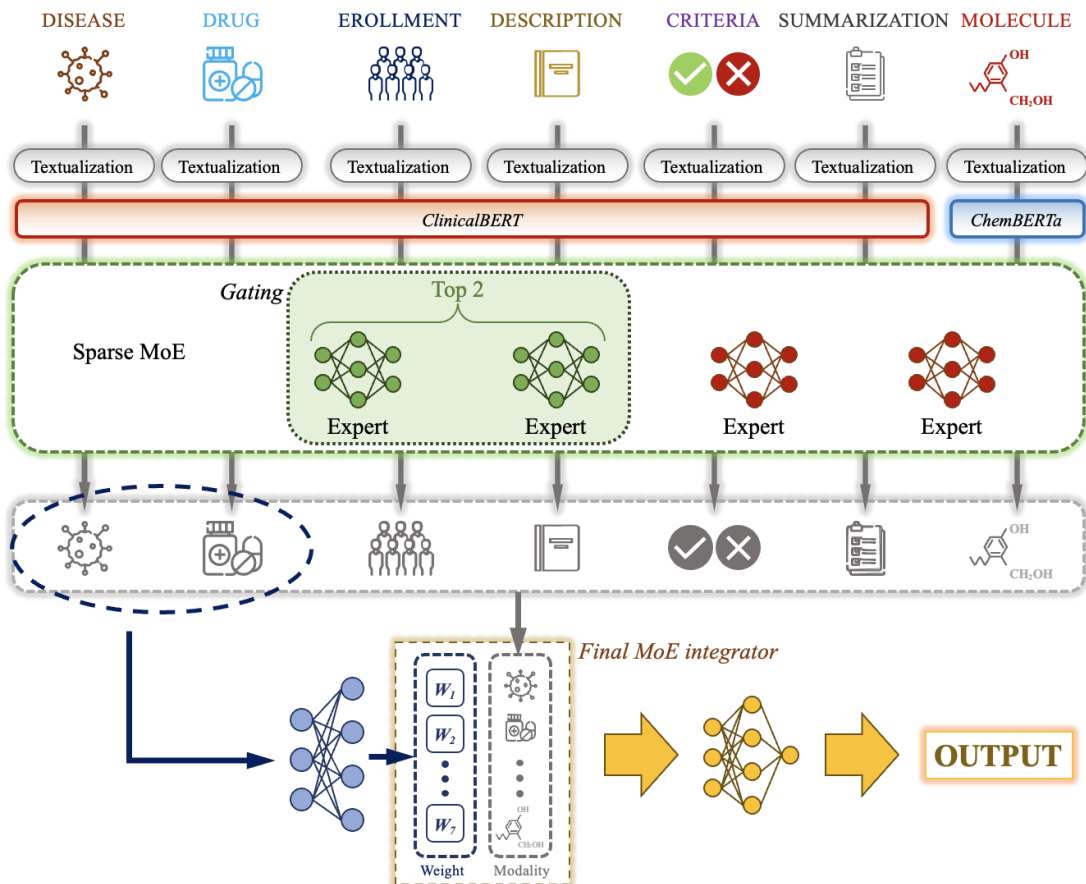 DISEASE DRUG EROLLMENT DESCRIPTION CRITERIA SUMMARIZATION MOLECULE
OH
CH₂OH
Textualization Textualization Textualization Textualization Textualization Textualization Textualization
ClinicalBERT ChemBERTa
Gating Top 2
Sparse MoE
Expert Expert Expert Expert
OH
CH₂OH
Final MoE integrator
W₁
W₂
OUTPUT
W₇
OH
CH₂OH
Weight Modality